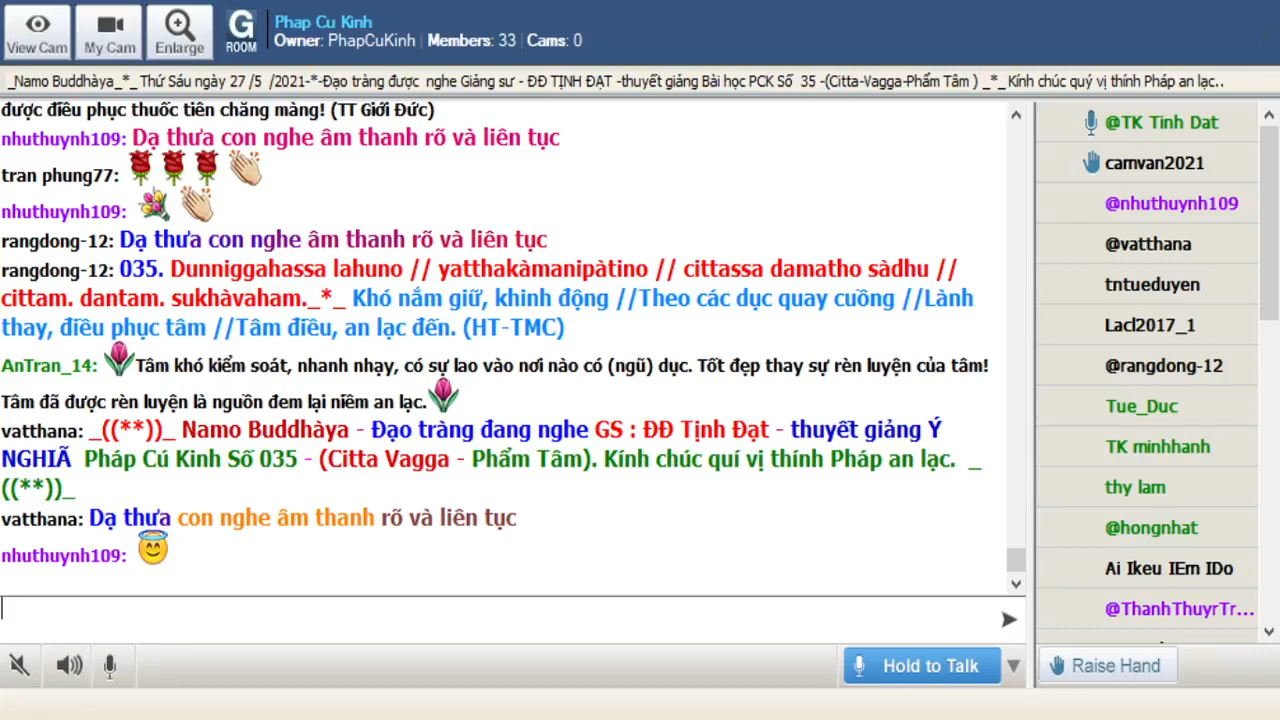 View Cam
My Cam
Enlarge
G
ROOM
Phap Cu Kinh
Owner: PhapCuKinh | Members: 33 | Cams: 0
_Namo Buddhàya_*_Thứ Sáu ngày 27 /5 /2021-*-Đạo tràng được nghe Giảng sư - ĐĐ TỊNH ĐẠT -thuyết giảng Bài học PCK Số 35 -(Citta-Vagga-Phẩm Tâm ) _*_Kính chúc quý vị thính Pháp an lạc..
được điều phục thuốc tiên chăng màng! (TT Giới Đức)
nhuthuynh109: Dạ thưa con nghe âm thanh rõ và liên tục
tran phung77:
nhuthuynh109:
rangdong-12: Dạ thưa con nghe âm thanh rõ và liên tục
rangdong-12: 035. Dunniggahassa lahuno // yatthakàmanipàtino // cittassa damatho sàdhu //
cittam. dantam. sukhàvaham._*_ Khó nắm giữ, khinh động //Theo các dục quay cuồng //Lành
thay, điều phục tâm //Tâm điều, an lạc đến. (HT-TMC)
AnTran_14: Tâm khó kiểm soát, nhanh nhạy, có sự lao vào nơi nào có (ngũ) dục. Tốt đẹp thay sự rèn luyện của tâm!
Tâm đã được rèn luyện là nguồn đem lại niềm an lạc.
vatthana: _((**))_ Namo Buddhàya - Đạo tràng đang nghe GS : ĐĐ Tịnh Đạt - thuyết giảng Ý
NGHIÃ Pháp Cú Kinh Số 035 - (Citta Vagga - Phẩm Tâm). Kính chúc quí vị thính Pháp an lạc. _
((**))_
vatthana: Dạ thưa con nghe âm thanh rõ và liên tục
nhuthuynh109:
@TK Tinh Dat
camvan2021
@nhuthuynh109
@vatthana
tntueduyen
Lacl2017_1
@rangdong-12
Tue_Duc
TK minhhanh
thy lam
@hongnhat
Ai Ikeu IEm IDo
@ThanhThuyrTr...
Hold to Talk
Raise Hand